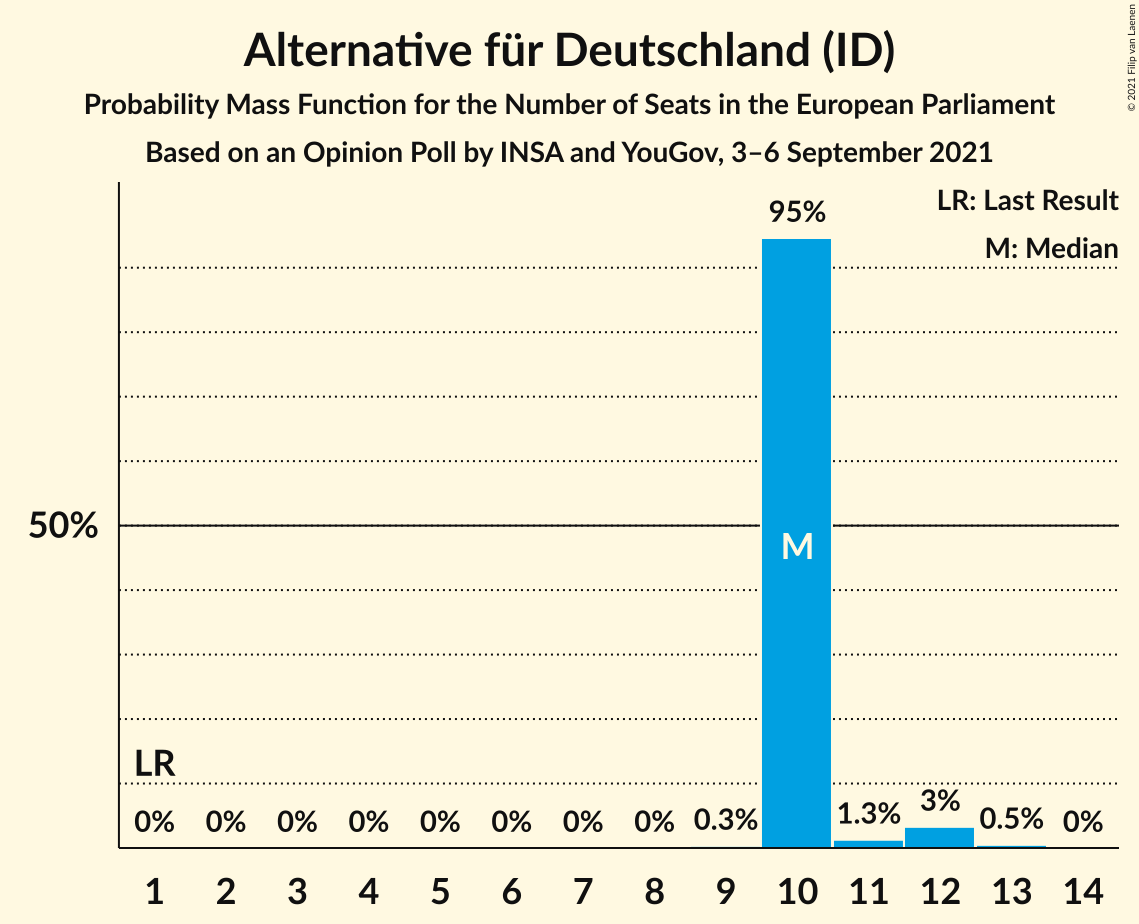 Alternative für Deutschland (ID)
Probability Mass Function for the Number of Seats in the European Parliament
Based on an Opinion Poll by INSA and YouGov, 3–6 September 2021
© 2021 Filip van Laenen
LR: Last Result
M: Median
95%
50%
M
LR
0% 0% 0% 0% 0% 0% 0% 0% 0.3% 1.3% 3% 0.5% 0%
1 2 3 4 5 6 7 8 9 10 11 12 13 14